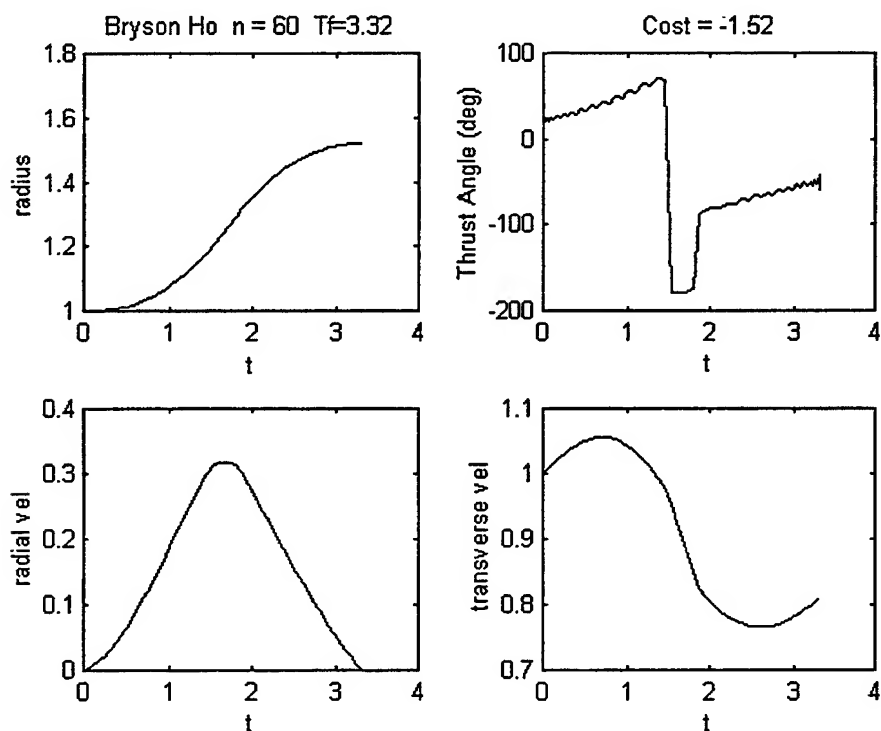 Bryson Ho n = 60 Tf=3.32
1.8
1.6
1.4
1.2
1
0 1 2 3 4
radius
t
Cost = -1.52
100
0
-100
-200
0 1 2 3 4
Thrust Angle (deg)
t
0.4
0.3
0.2
0.1
0
0 1 2 3 4
radial vel
t
1.1
1
0.9
0.8
0.7
0 1 2 3 4
transverse vel
t